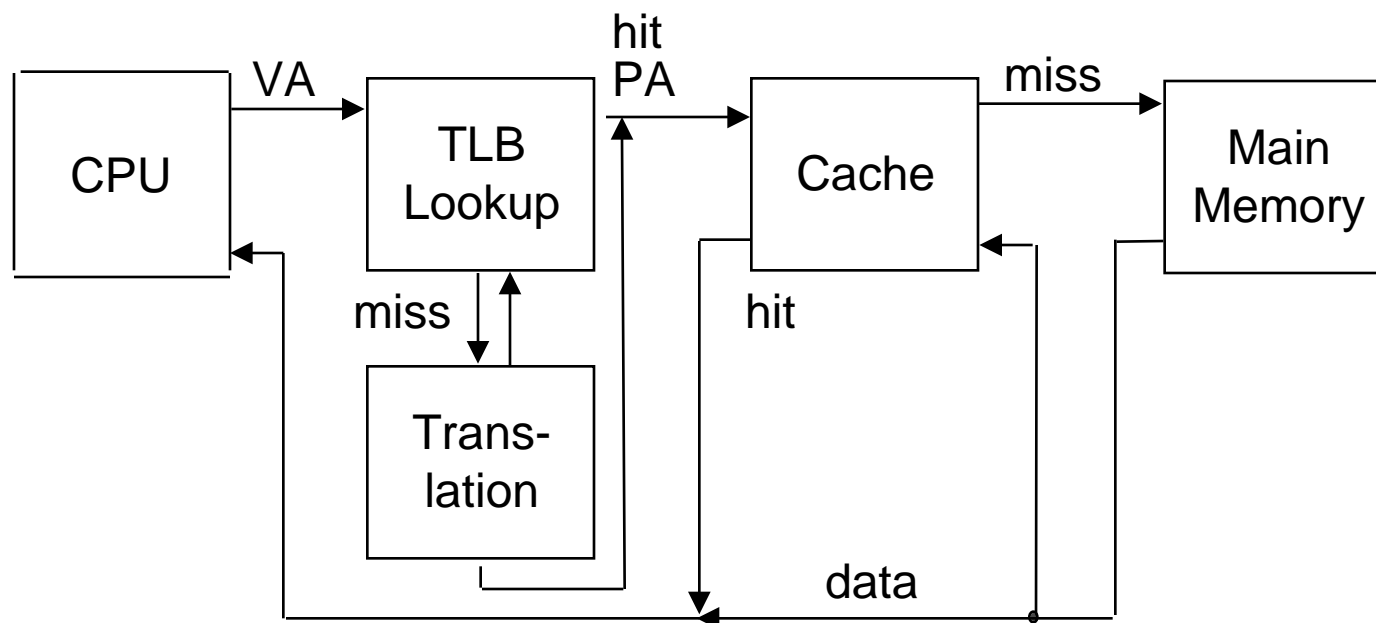 CPU
VA
TLB
Lookup
hit
PA
Cache
miss
Main
Memory
miss
hit
Trans-
lation
data